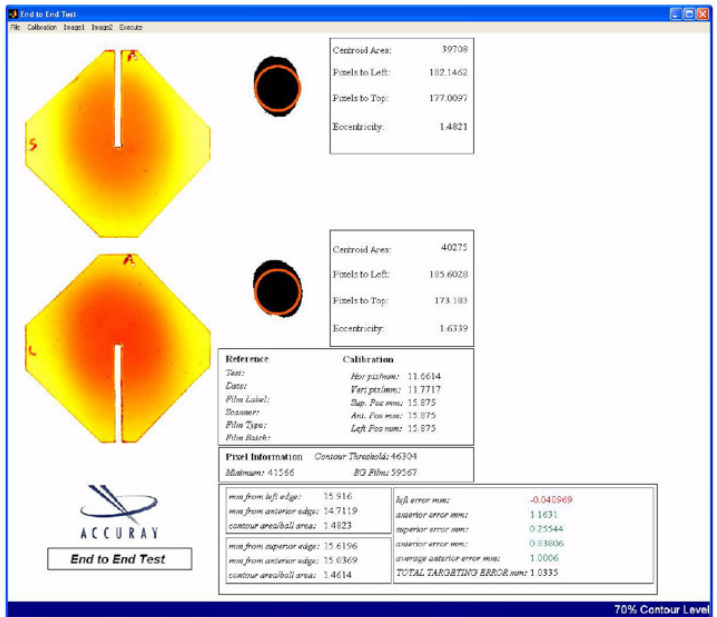 End to End Test
File Calibration Image1 Image2 Execute
A
S
Centroid Area: 39708
Pixels to Left: 182.1462
Pixels to Top: 177.0097
Eccentricity: 1.4821
A
L
Centroid Area: 40275
Pixels to Left: 185.6028
Pixels to Top: 173.183
Eccentricity: 1.6339
Reference Calibration
Test: Hor pix/mm: 11.6614
Date: Vert pix/mm: 11.7717
Film Label: Sup. Pos mm: 15.875
Scanner: Ant. Pos mm: 15.875
Film Type: Left Pos mm: 15.875
Film Batch:
Pixel Information Contour Threshold: 46304
Minimum: 41566 BG Film: 59567
mm from left edge: 15.916
mm from anterior edge: 14.7119
contour area/ball area: 1.4823
mm from superior edge: 15.6196
mm from anterior edge: 15.0369
contour area/ball area: 1.4614
left error mm: -0.040969
anterior error mm: 1.1631
superior error mm: 0.25544
anterior error mm: 0.83806
average anterior error mm: 1.0006
TOTAL TARGETING ERROR mm: 1.0335
ACCURAY
End to End Test
70% Contour Level